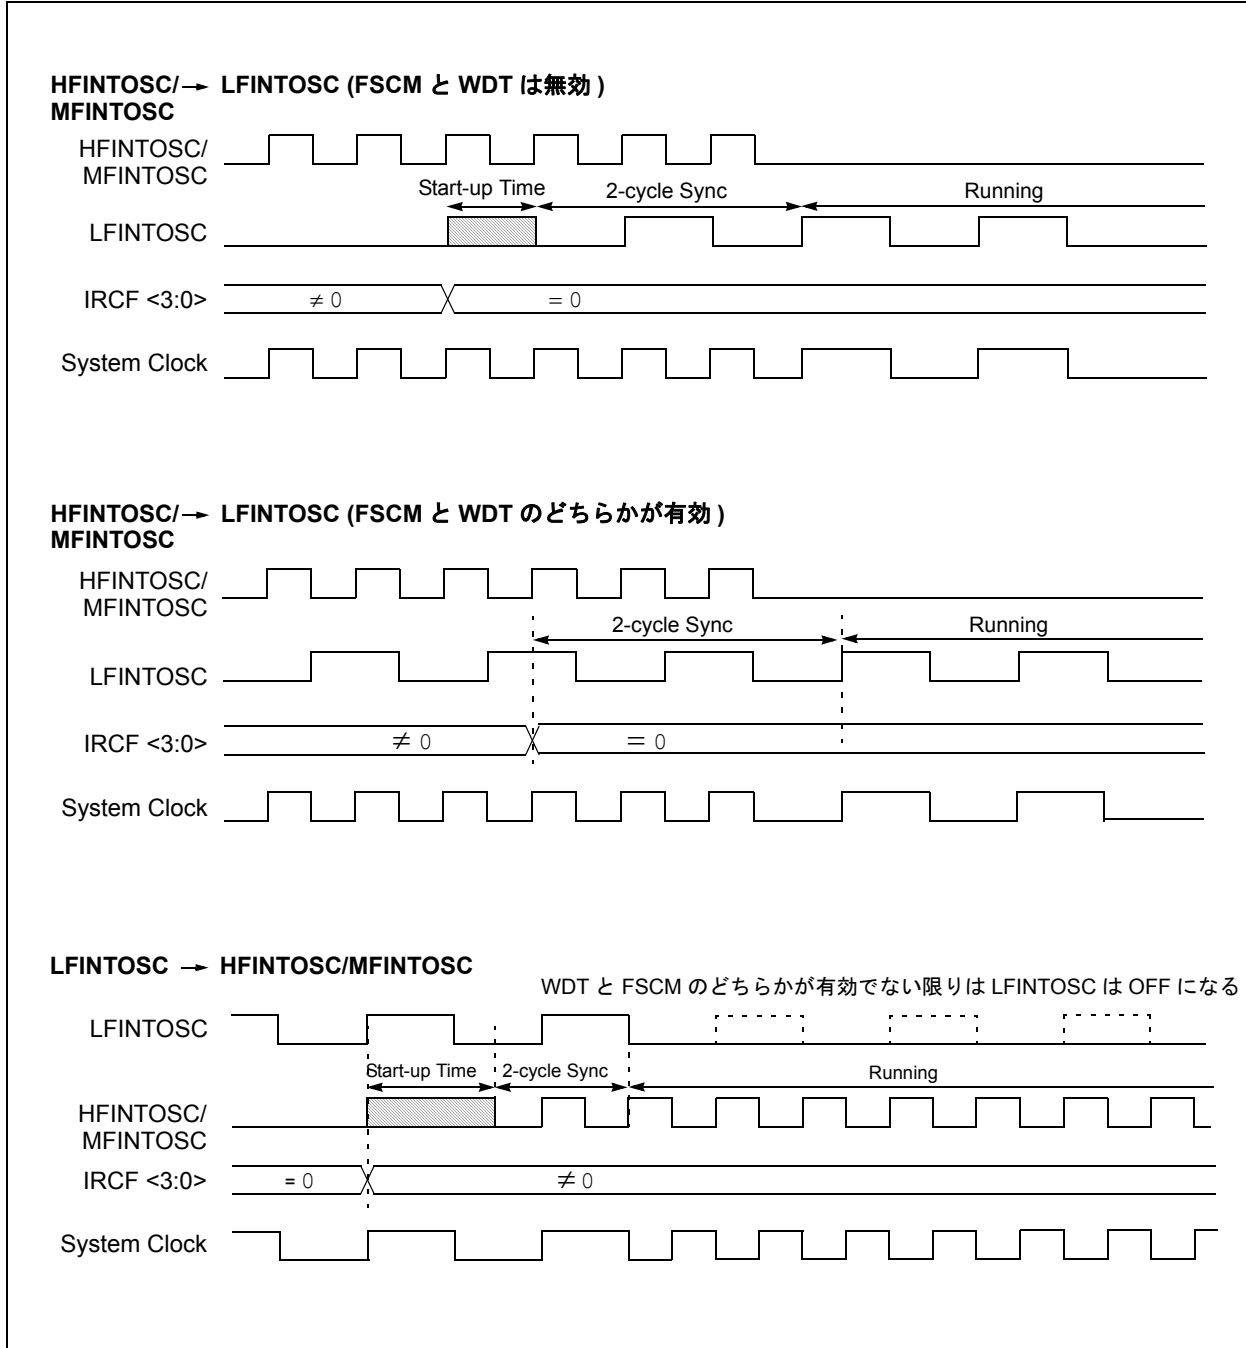 HFINTOSC/→ LFINTOSC (FSCM と WDT は無効 )
MFINTOSC
HFINTOSC/
MFINTOSC
Start-up Time
2-cycle Sync
Running
LFINTOSC
IRCF <3:0>
≠ 0
= 0
System Clock
HFINTOSC/→ LFINTOSC (FSCM と WDT のどちらかが有効 )
MFINTOSC
HFINTOSC/
MFINTOSC
2-cycle Sync
Running
LFINTOSC
IRCF <3:0>
≠ 0
= 0
System Clock
LFINTOSC → HFINTOSC/MFINTOSC
WDT と FSCM のどちらかが有効でない限りは LFINTOSC は OFF になる
LFINTOSC
Start-up Time
2-cycle Sync
Running
HFINTOSC/
MFINTOSC
IRCF <3:0>
= 0
≠ 0
System Clock